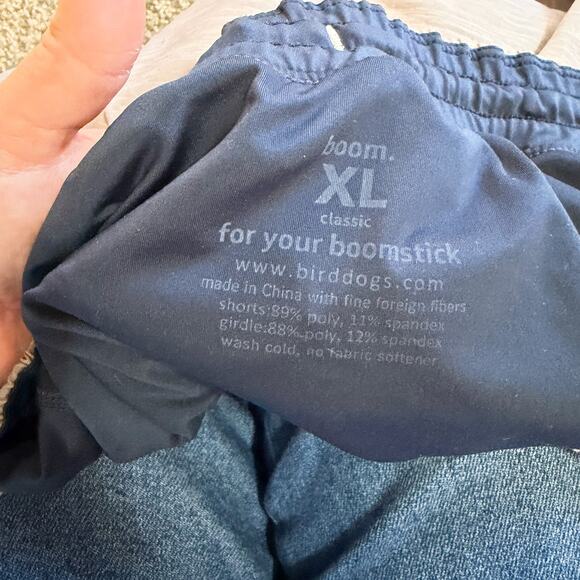 boom.
XL
classic
for your boomstick
www.birddogs.com
made in China with fine foreign fibers
shorts:89% poly, 11% spandex
girdle:88% poly, 12% spandex
wash cold, no fabric softener